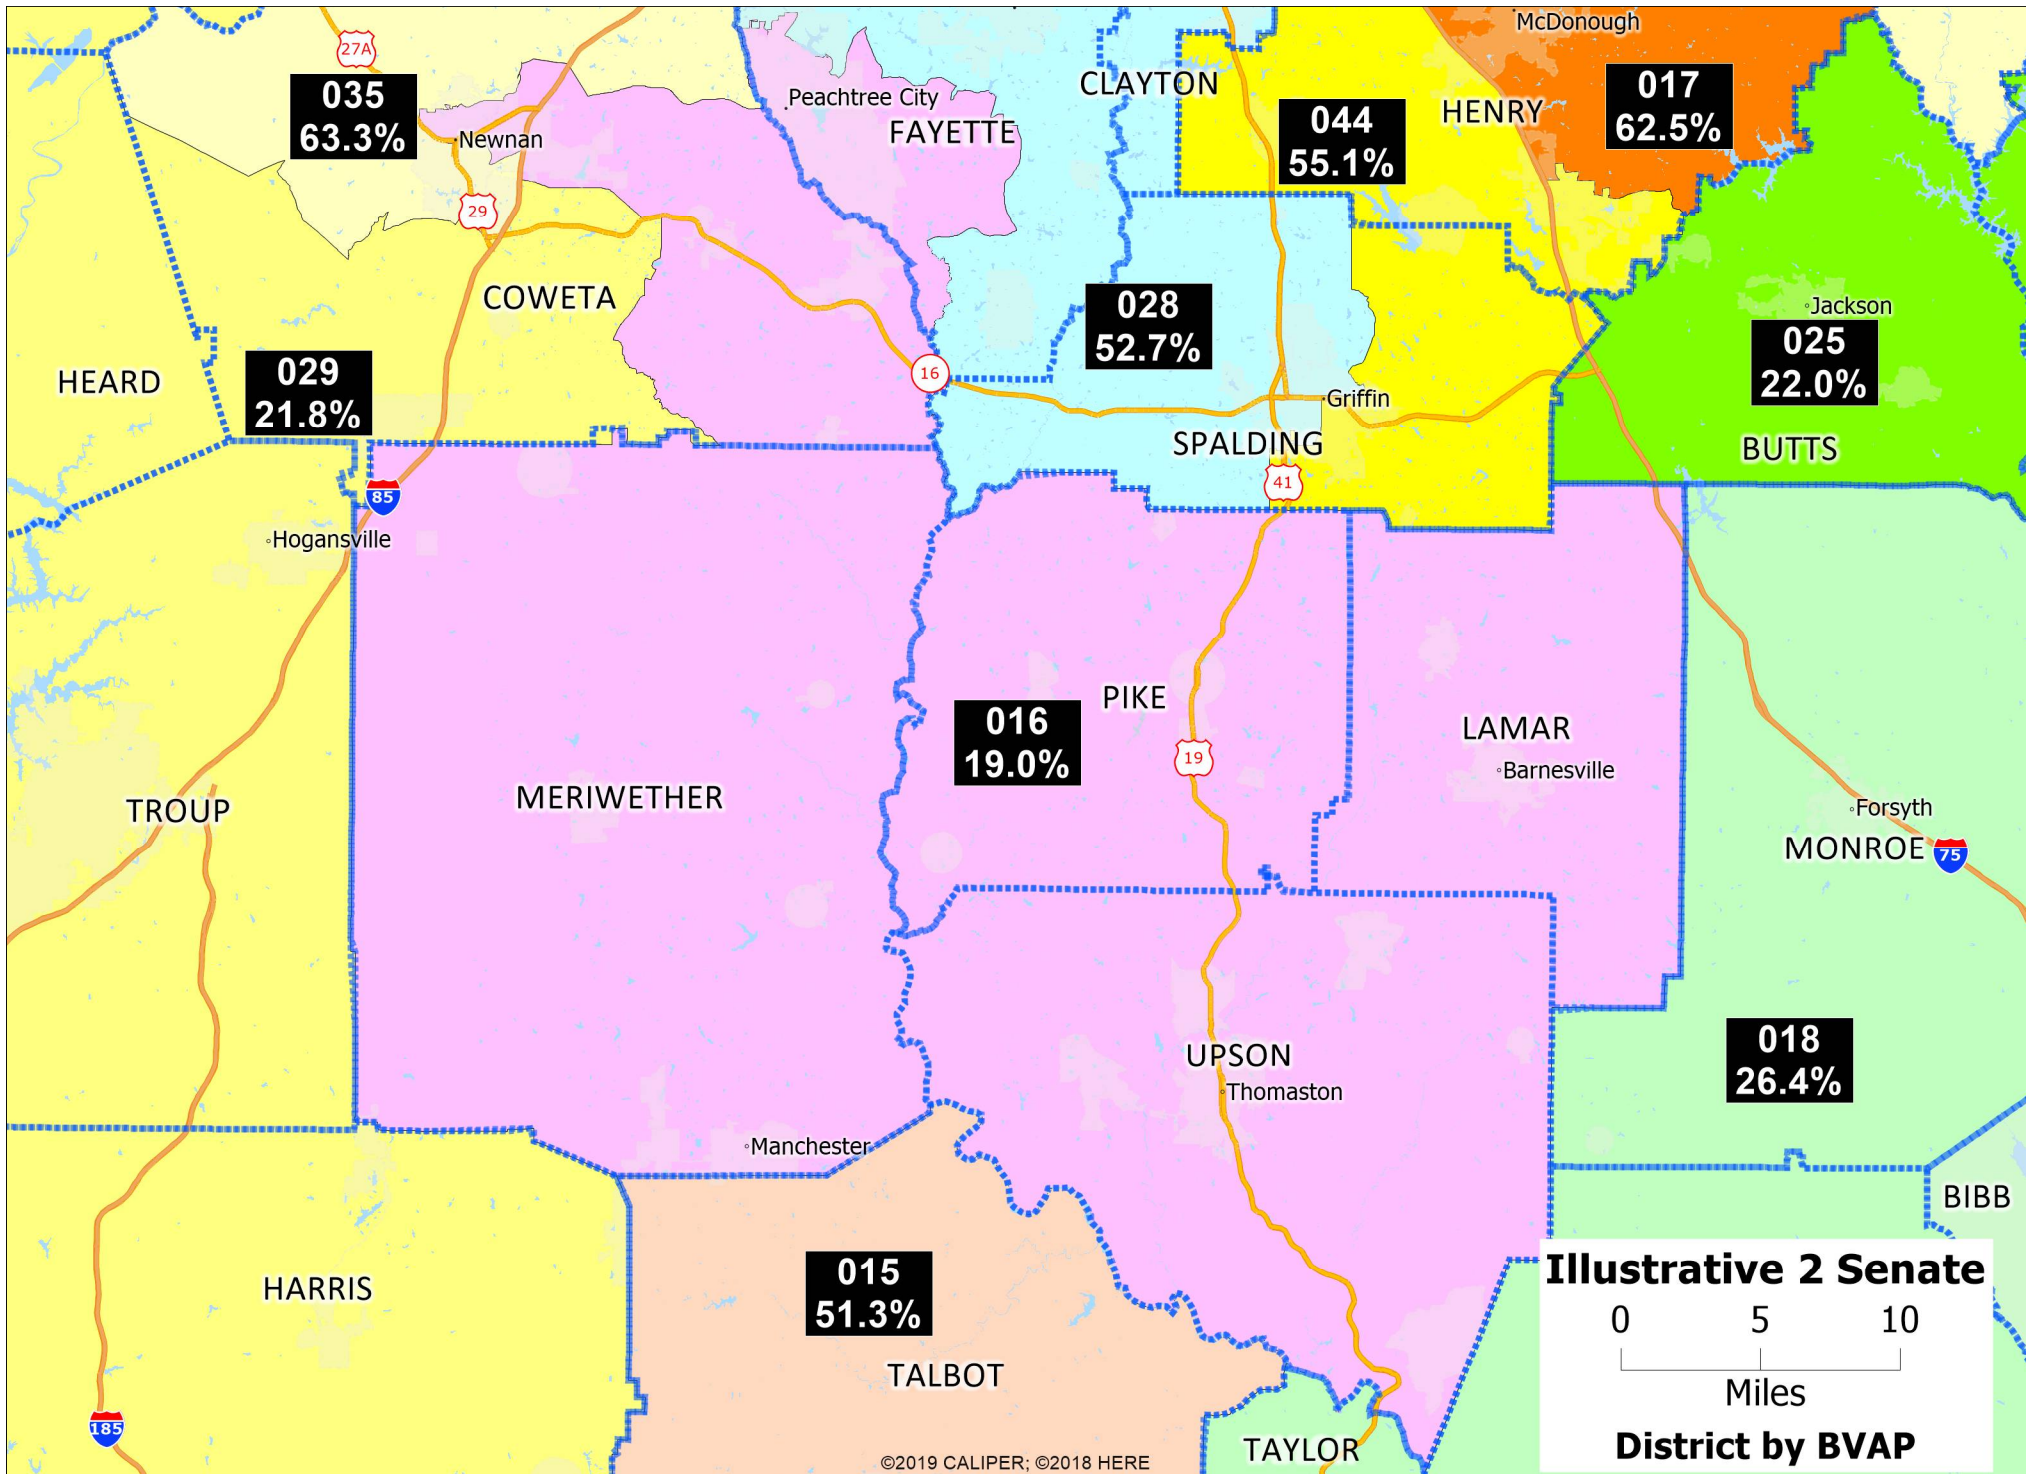 McDonough
27A
035
63.3%
Peachtree City
FAYETTE
CLAYTON
044
55.1%
HENRY
017
62.5%
Newnan
29
COWETA
028
52.7%
Jackson
025
22.0%
HEARD
029
21.8%
16
Griffin
SPALDING
BUTTS
41
85
Hogansville
PIKE
016
19.0%
19
LAMAR
Barnesville
MERIWETHER
TROUP
Forsyth
MONROE
75
018
26.4%
UPSON
Thomaston
Manchester
BIBB
HARRIS
015
51.3%
TALBOT
185
TAYLOR
©2019 CALIPER; ©2018 HERE
Illustrative 2 Senate
0 5 10
Miles
District by BVAP